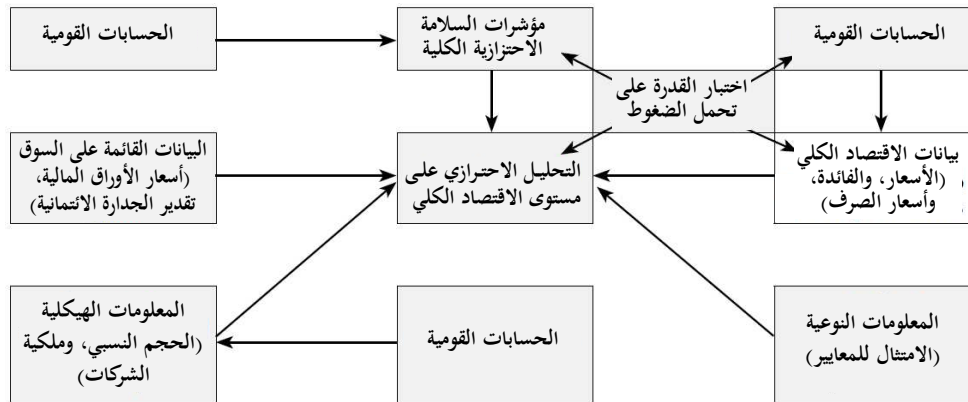 الحسابات القومية
مؤشرات السلامة
الاحتزازية الكلية
الحسابات القومية
اختبار القدرة على
تحمل الضغوط
بيانات الاقتصاد الكلي
(الأسعار، والفائدة،
وأسعار الصرف)
التحليل الاحترازي على
مستوى الاقتصاد الكلي
البيانات القائمة على السوق
(أسعار الأوراق المالية،
تقدير الجدارة الائتمانية)
المعلومات النوعية
(الامتثال للمعايير)
الحسابات القومية
المعلومات الهيكلية
(الحجم النسبي، وملكية
الشركات)